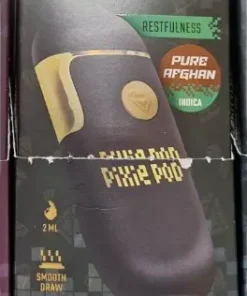 RESTFULNESS
PURE
AFGHAN
INDICA
PIXIE POD
PIXIE POD
2 ML
SMOOTH
DRAW